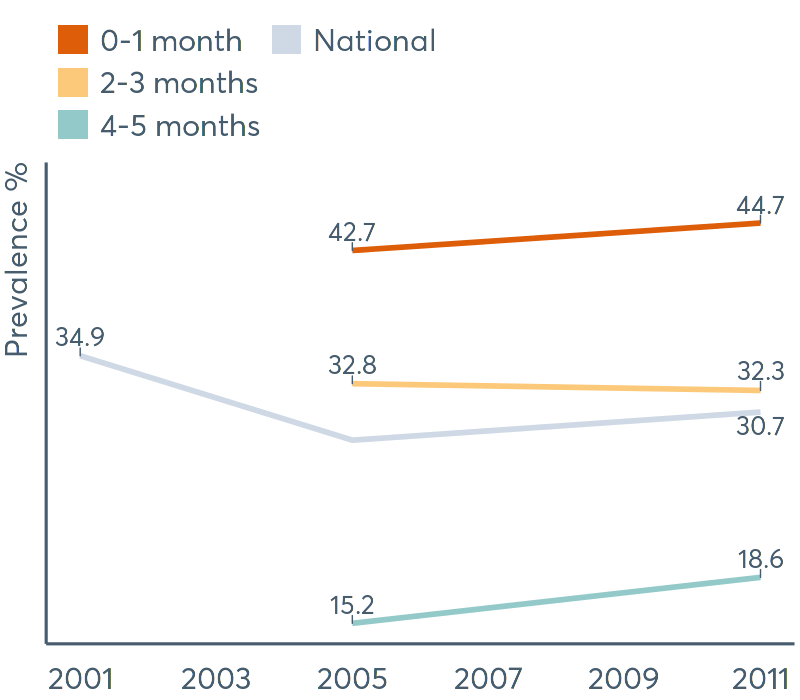 0-1 month National
2-3 months
4-5 months
Prevalence %
44.7
42.7
34.9
32.8
32.3
30.7
18.6
15.2
2001 2003 2005 2007 2009 2011